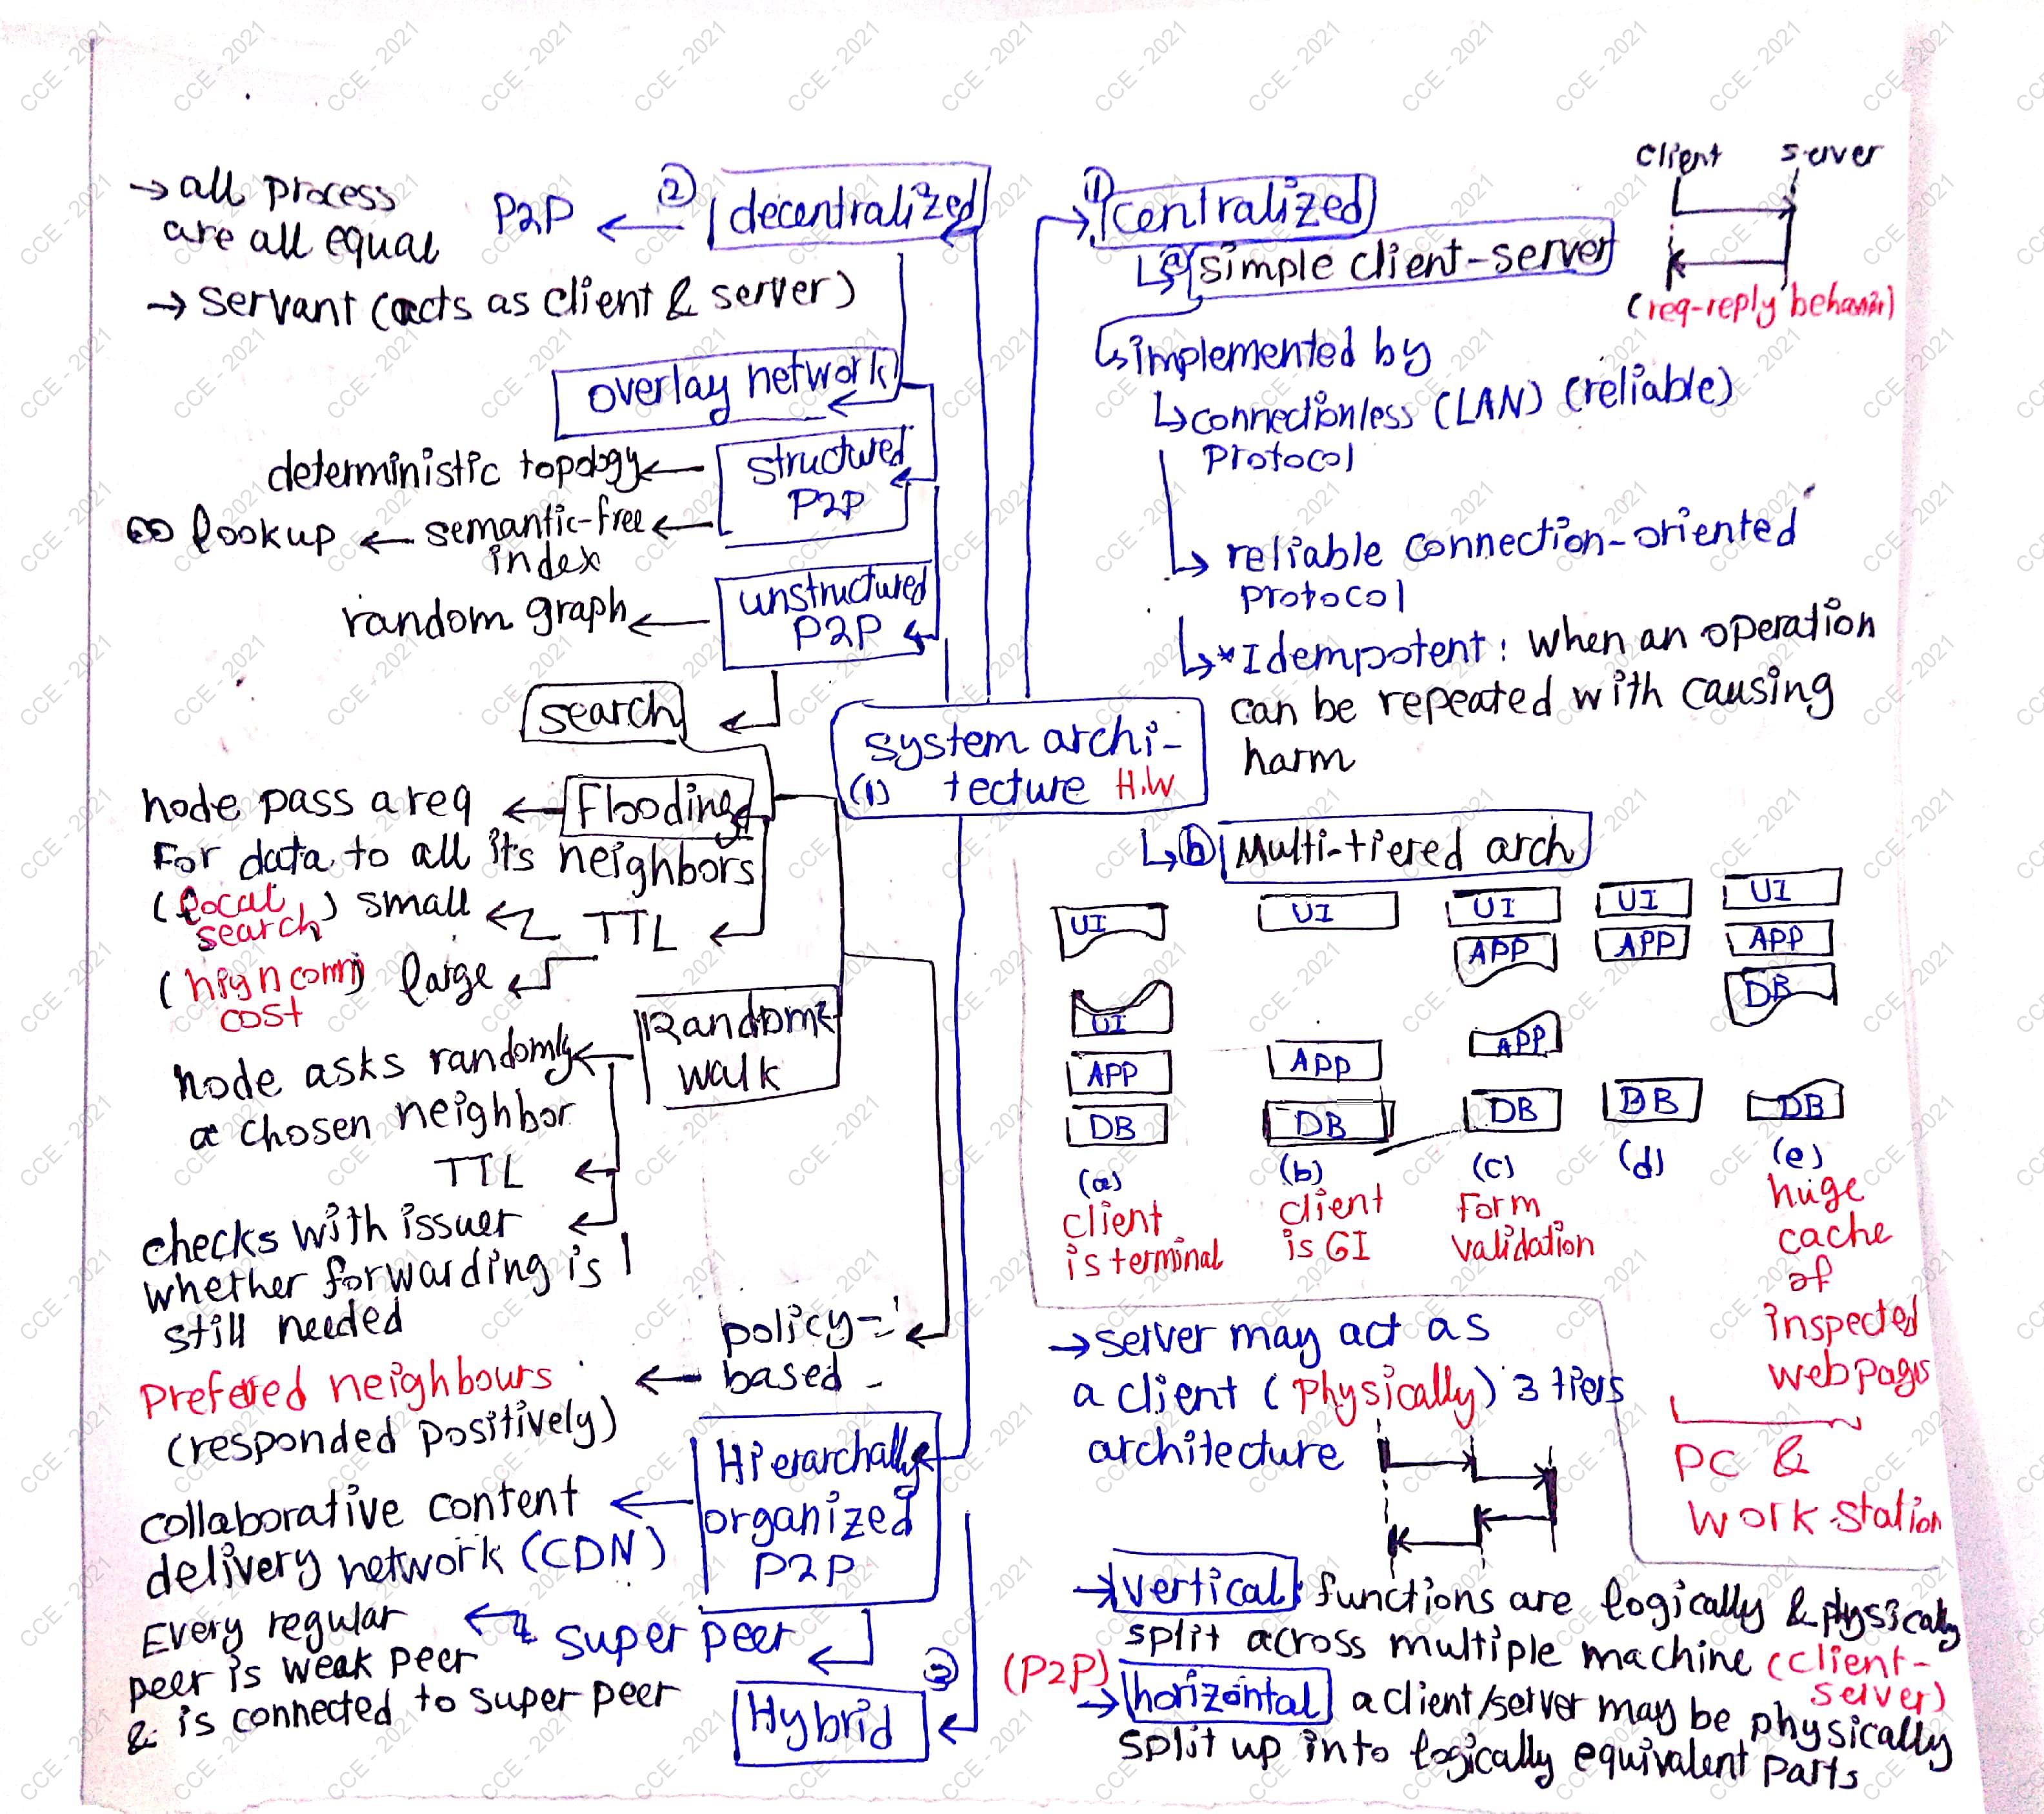 system archi-
(1) tecture H.W
① centralized
ⓐ simple client-server
client server
(req-reply behavior)
implemented by
connectionless (LAN) (reliable)
protocol
reliable connection-oriented
protocol
*Idempotent: when an operation
can be repeated with causing
harm
ⓑ Multi-tiered arch
UI UI UI UI UI
APP APP APP
DB
UI APP APP
APP
DB DB DB DB DB
(a) (b) (c) (d) (e)
client is terminal
client is GI
Form validation
huge
cache
of
inspected
webpages
PC &
work station
→ server may act as
a client (physically) 3 tiers
architecture
→ vertical: functions are logically & physically
split across multiple machine (client-
server)
(P2P)
→ horizontal a client/server may be physically
split up into logically equivalent parts
② decentralized
P2P
→ all process
are all equal
→ servant (acts as client & server)
overlay network
structured
P2P
deterministic topology
semantic-free
index
lookup
unstructured
P2P
random graph
search
Flooding
node pass a req
For data to all its neighbors
TTL
small
(local
search)
large
(high comm
cost)
Random
walk
node asks randomly
a chosen neighbor
TTL
checks with issuer
whether forwarding is
still needed
policy-
based
Prefered neighbours
(responded positively)
Hierarchally
organized
P2P
collaborative content
delivery network (CDN)
super peer
Every regular
peer is weak peer
& is connected to super peer
③ Hybrid
CCE - 2021